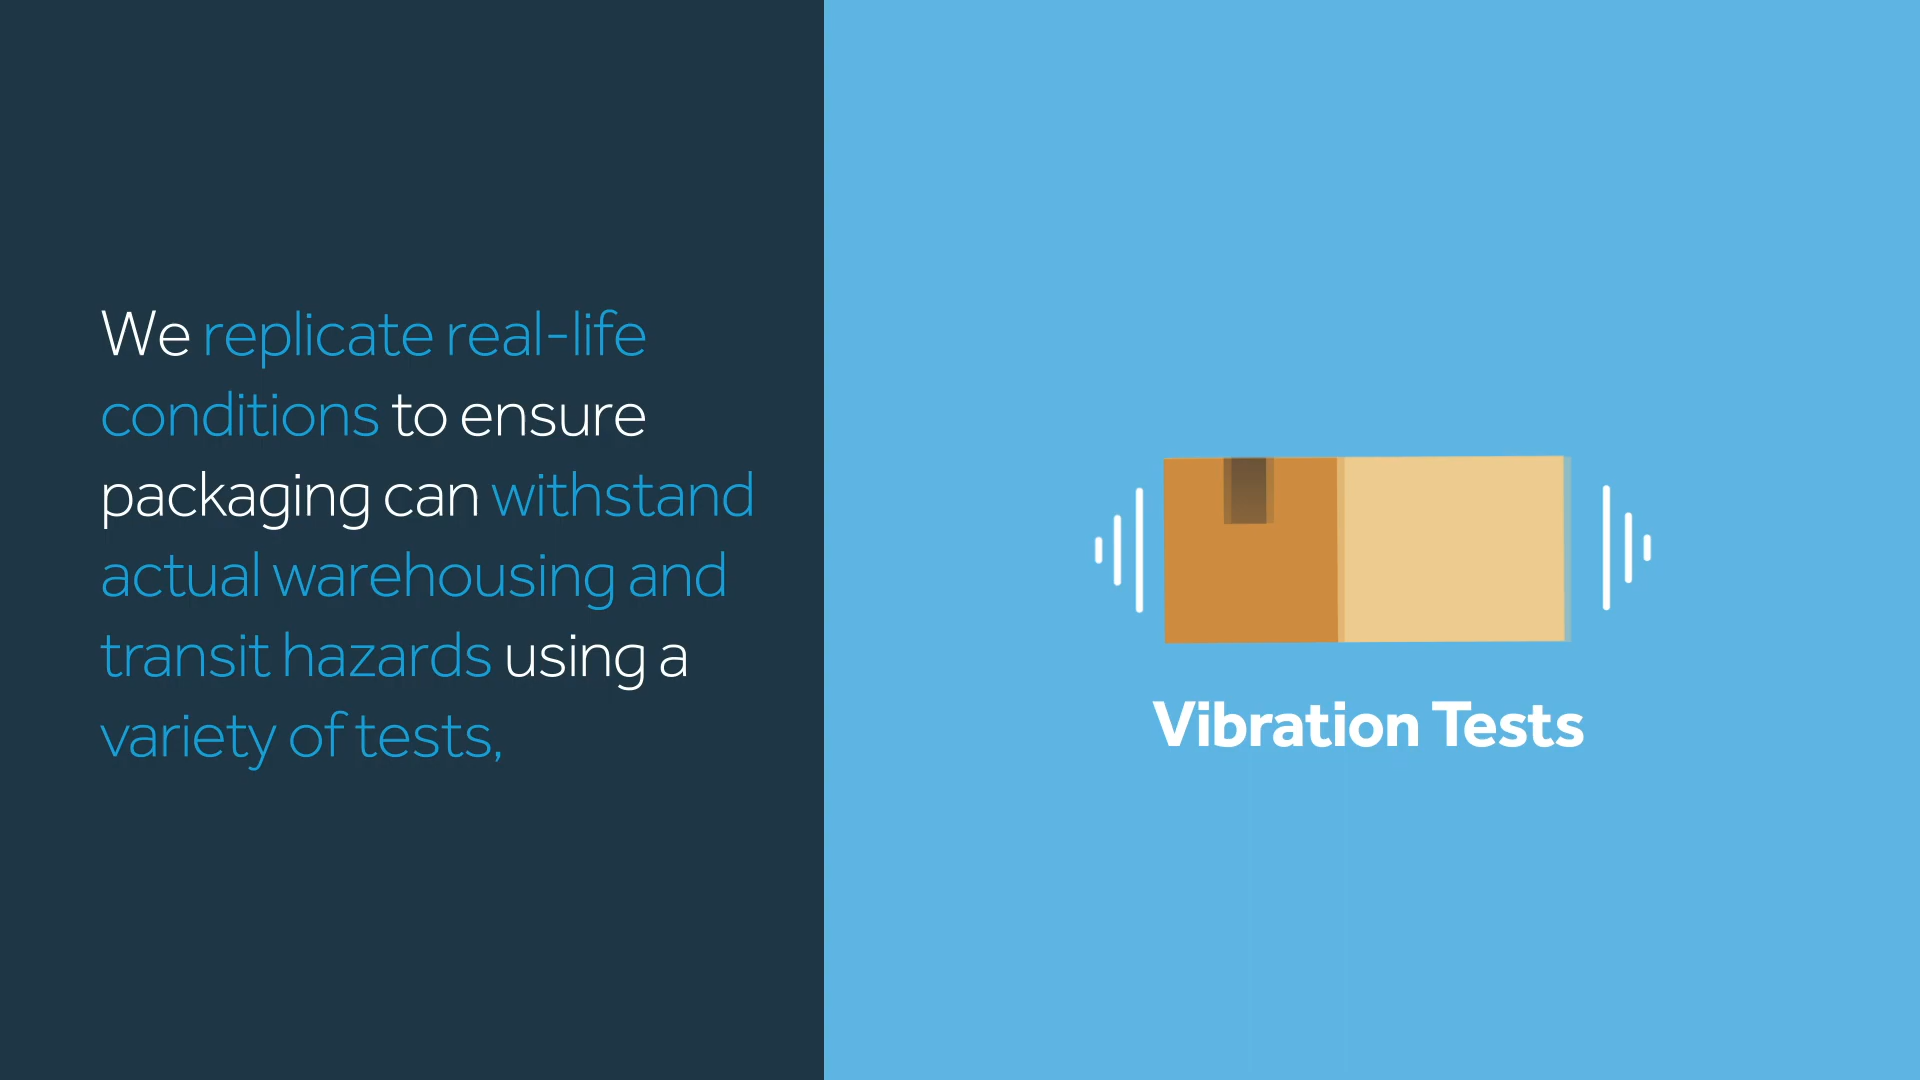 We replicate real-life
conditions to ensure
packaging can withstand
actual warehousing and
transit hazards using a
variety of tests,
Vibration Tests